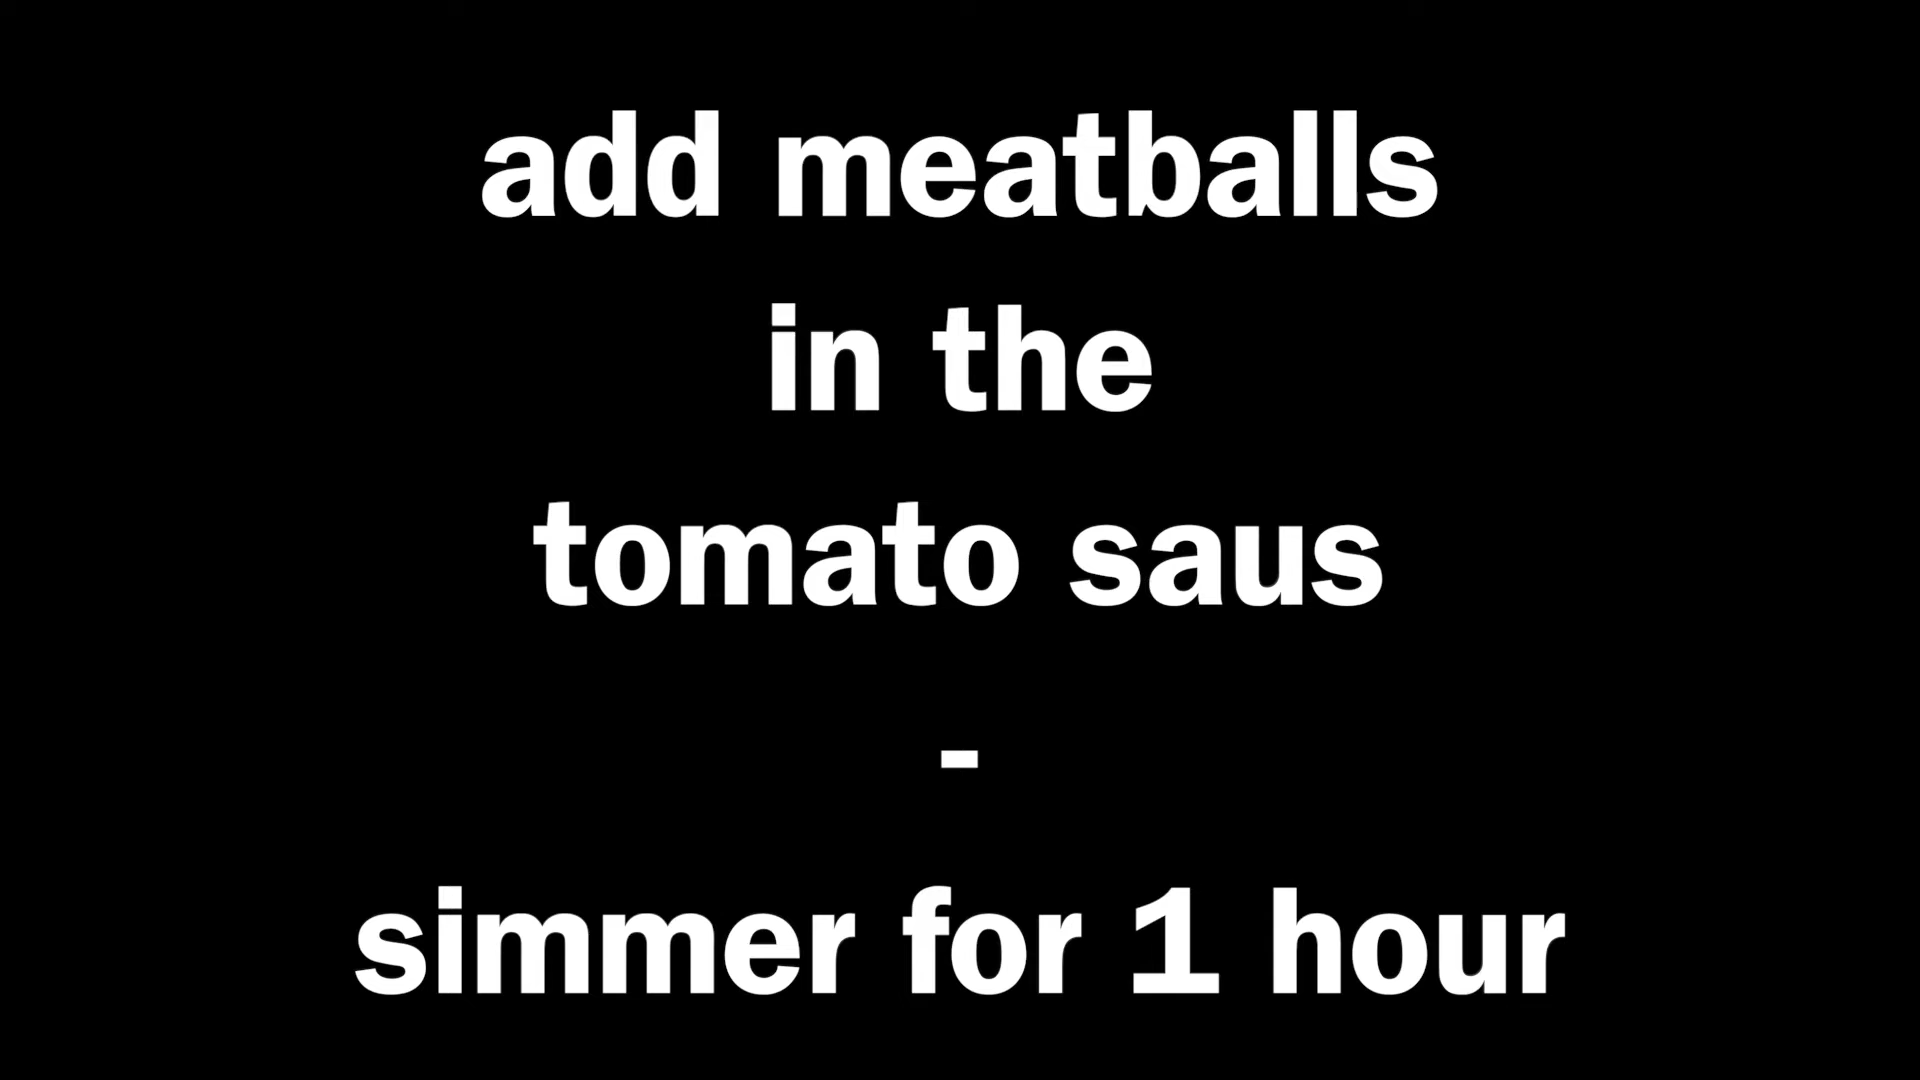 add meatballs
in the
tomato saus
-
simmer for 1 hour